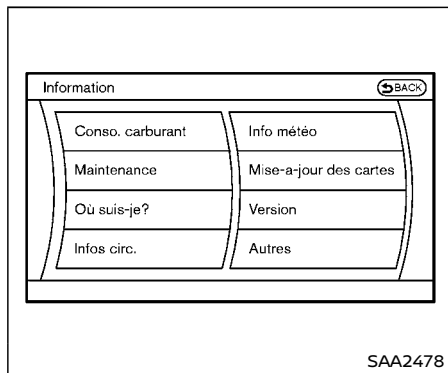 Information
BACK
Conso. carburant
Info météo
Maintenance
Mise-a-jour des cartes
Où suis-je?
Version
Infos circ.
Autres
SAA2478